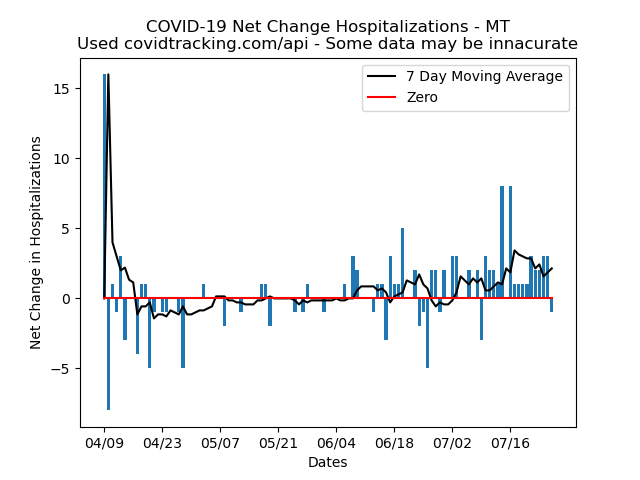 COVID-19 Net Change Hospitalizations - MT
Used covidtracking.com/api - Some data may be innacurate
7 Day Moving Average
Zero
Net Change in Hospitalizations
15
10
5
0
−5
04/09 04/23 05/07 05/21 06/04 06/18 07/02 07/16
Dates